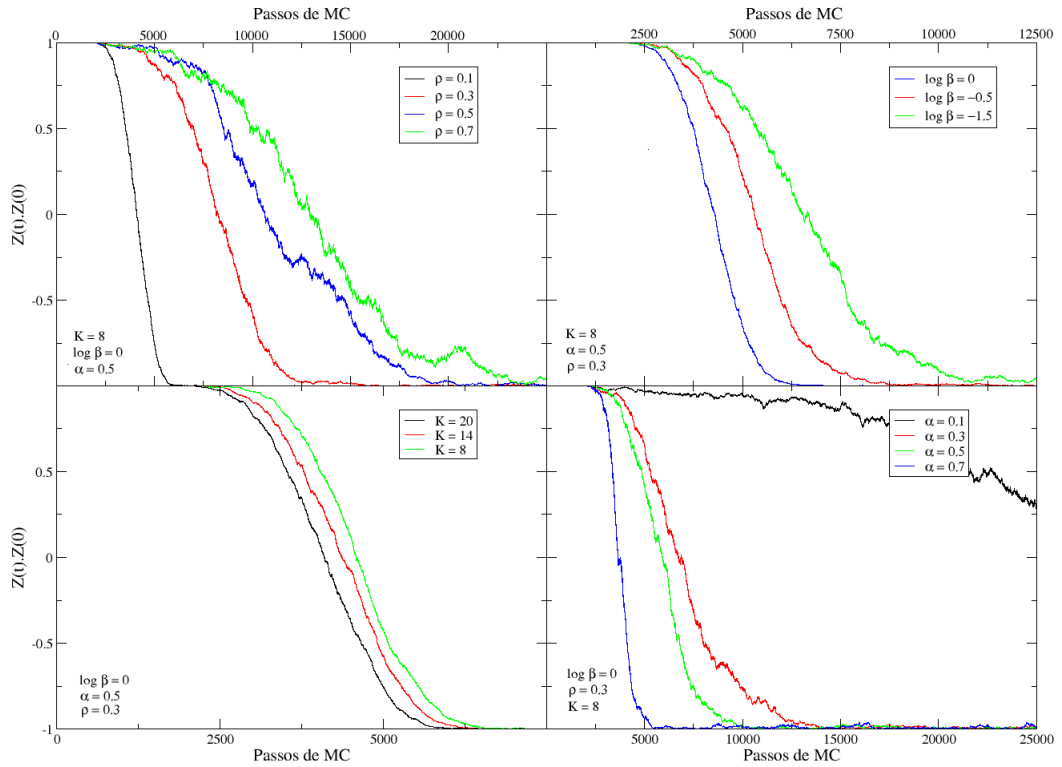 Passos de MC
Passos de MC
0 5000 10000 15000 20000
2500 5000 7500 10000 12500
1
0.5
0
-0.5
Z(t).Z(0)
ρ = 0.1
ρ = 0.3
ρ = 0.5
ρ = 0.7
K = 8
log β = 0
α = 0.5
log β = 0
log β = −0.5
log β = −1.5
K = 8
α = 0.5
ρ = 0.3
0.5
0
-0.5
-1
Z(t).Z(0)
K = 20
K = 14
K = 8
log β = 0
α = 0.5
ρ = 0.3
α = 0.1
α = 0.3
α = 0.5
α = 0.7
log β = 0
ρ = 0.3
K = 8
0 2500 5000
5000 10000 15000 20000 25000
Passos de MC
Passos de MC